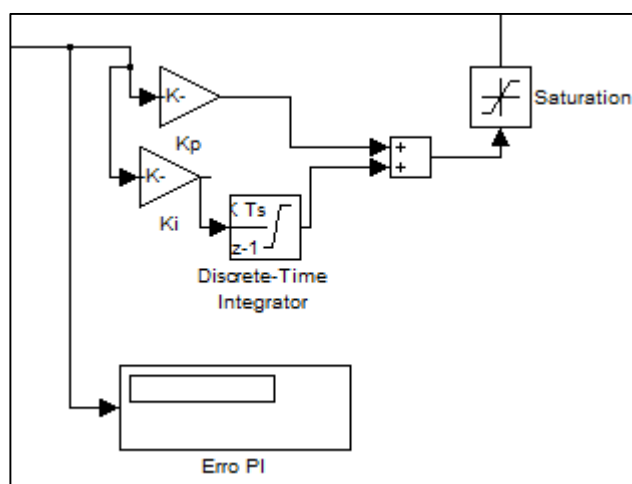 K-
Kp
K-
Ki
K Ts
z-1
Discrete-Time
Integrator
+
+
Saturation
Erro PI